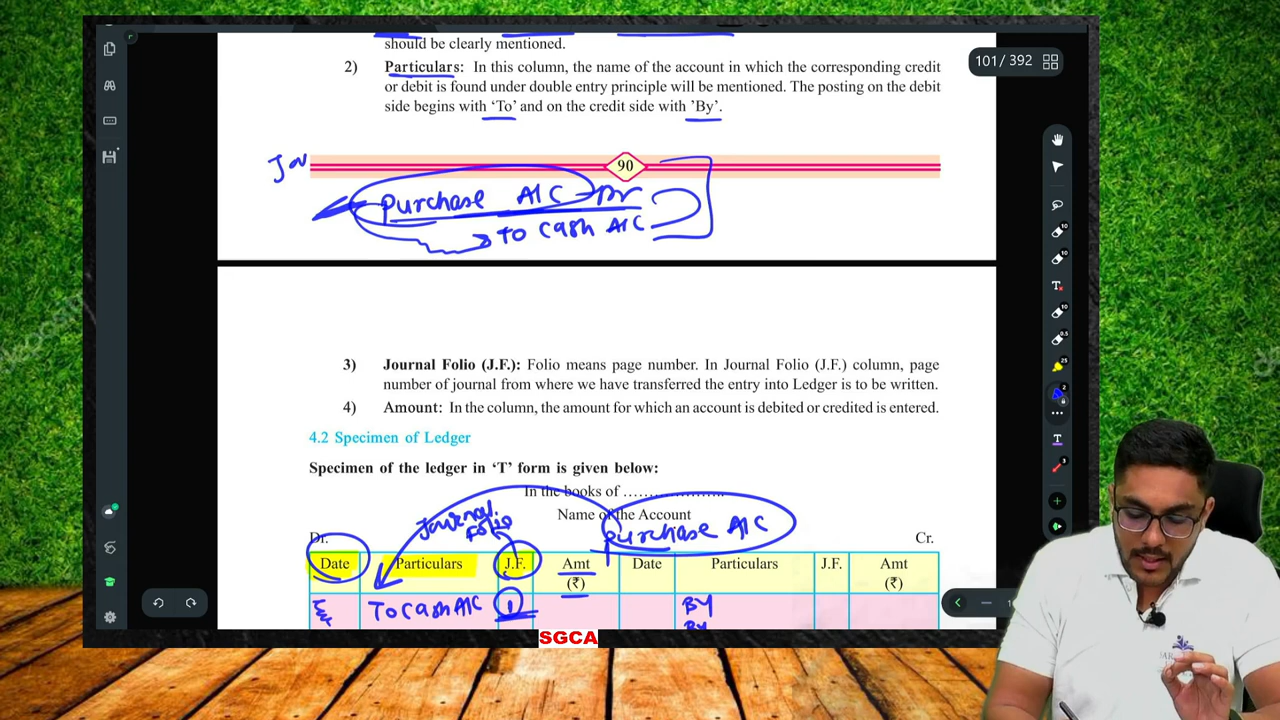 should be clearly mentioned.
101 / 392
2) Particulars: In this column, the name of the account in which the corresponding credit
or debit is found under double entry principle will be mentioned. The posting on the debit
side begins with ‘To’ and on the credit side with ’By’.
90
Purchase A/C Dr
To Cash A/C
3) Journal Folio (J.F.): Folio means page number. In Journal Folio (J.F.) column, page
number of journal from where we have transferred the entry into Ledger is to be written.
4) Amount: In the column, the amount for which an account is debited or credited is entered.
4.2 Specimen of Ledger
Specimen of the ledger in ‘T’ form is given below:
In the books of ....................
Name of the Account
Journal
Folio
Purchase A/C
Dr. Cr.
Date Particulars J.F. Amt Date Particulars J.F. Amt
(₹) (₹)
To Cash A/C 1 By
By
SGCA